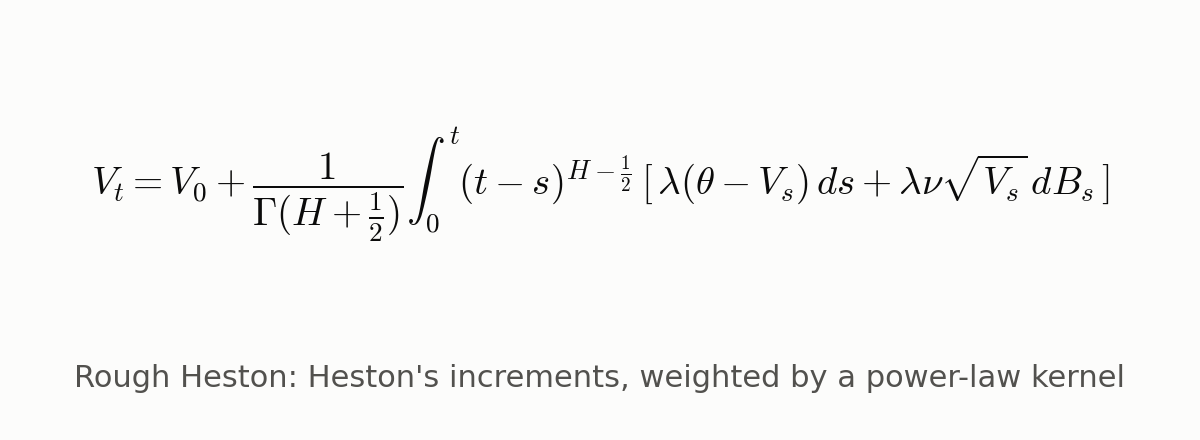 V_t = V_0 + \frac{1}{\Gamma(H + \frac{1}{2})} \int_0^t (t - s)^{H - \frac{1}{2}} [ \lambda(\theta - V_s) ds + \lambda\nu\sqrt{V_s} dB_s ]
Rough Heston: Heston's increments, weighted by a power-law kernel